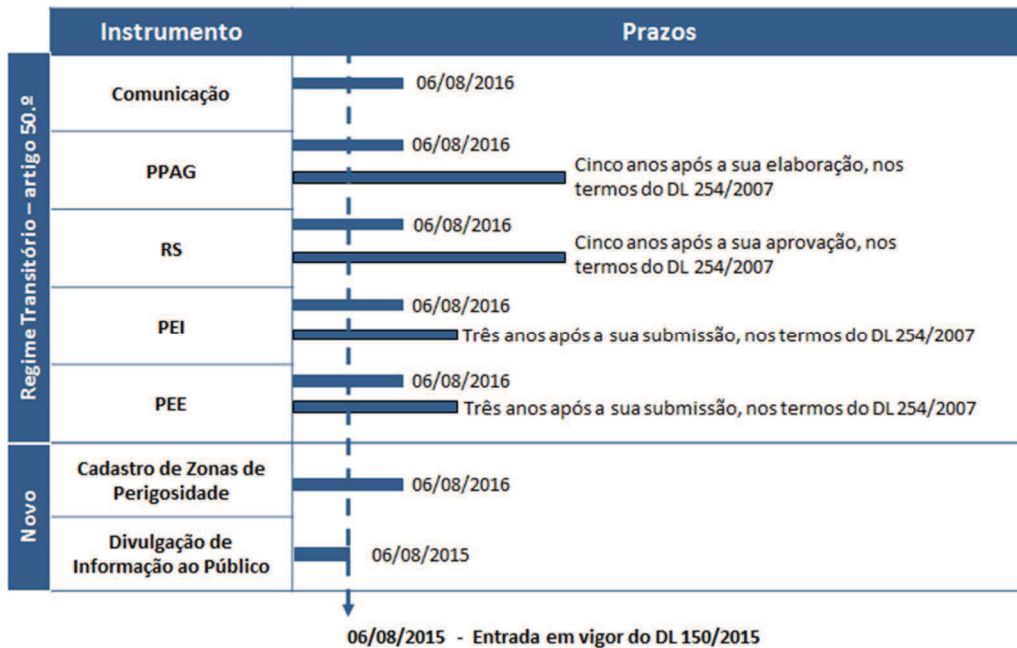 Instrumento
Prazos
Regime Transitório – artigo 50.º
Comunicação
06/08/2016
PPAG
06/08/2016
Cinco anos após a sua elaboração, nos
termos do DL 254/2007
RS
06/08/2016
Cinco anos após a sua aprovação, nos
termos do DL 254/2007
PEI
06/08/2016
Três anos após a sua submissão, nos termos do DL 254/2007
PEE
06/08/2016
Três anos após a sua submissão, nos termos do DL 254/2007
Novo
Cadastro de Zonas de
Perigosidade
06/08/2016
Divulgação de
Informação ao Público
06/08/2015
06/08/2015 - Entrada em vigor do DL 150/2015